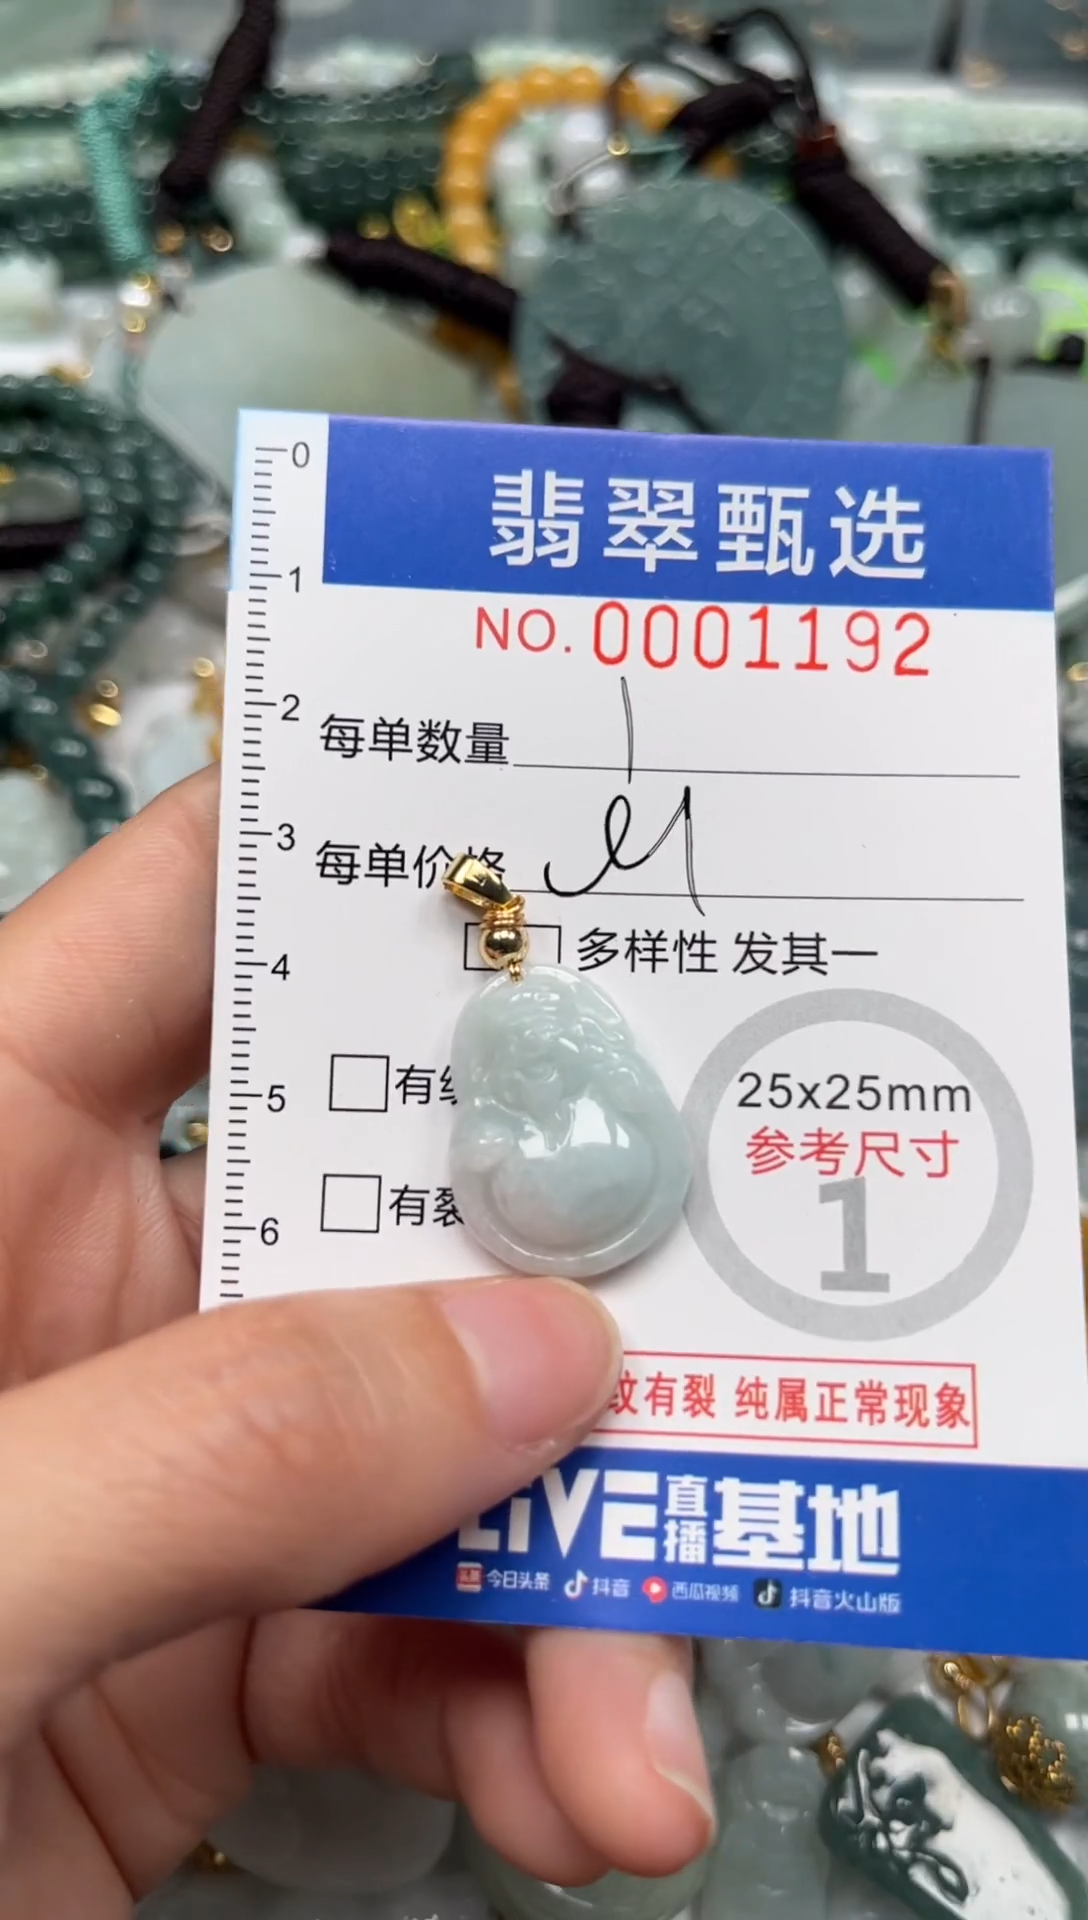 0
翡翠甄选
1
NO. 0001192
2
每单数量 1
3
每单价格
4
多样性 发其一
5
有
25x25mm
参考尺寸
1
有裂
6
纹有裂 纯属正常现象
LIVE直播基地
头条 今日头条 抖音 西瓜视频 抖音火山版